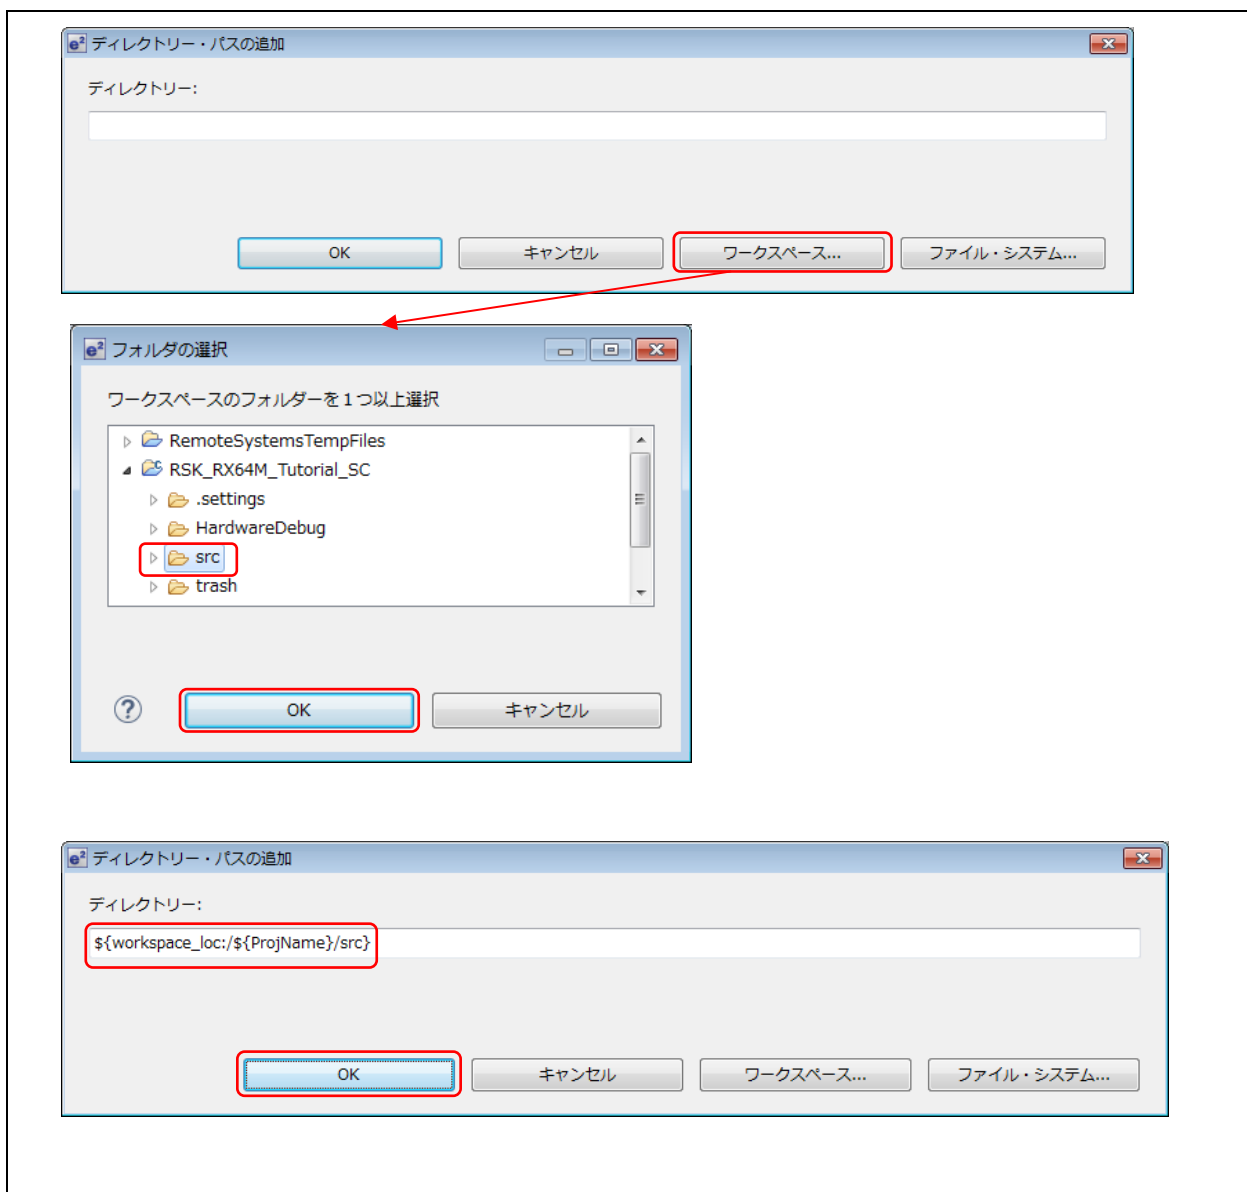 e² ディレクトリー・パスの追加
ディレクトリー:
OK キャンセル ワークスペース... ファイル・システム...
e² フォルダの選択
ワークスペースのフォルダーを1つ以上選択
RemoteSystemsTempFiles
RSK_RX64M_Tutorial_SC
.settings
HardwareDebug
src
trash
? OK キャンセル
e² ディレクトリー・パスの追加
ディレクトリー:
${workspace_loc:/${ProjName}/src}
OK キャンセル ワークスペース... ファイル・システム...